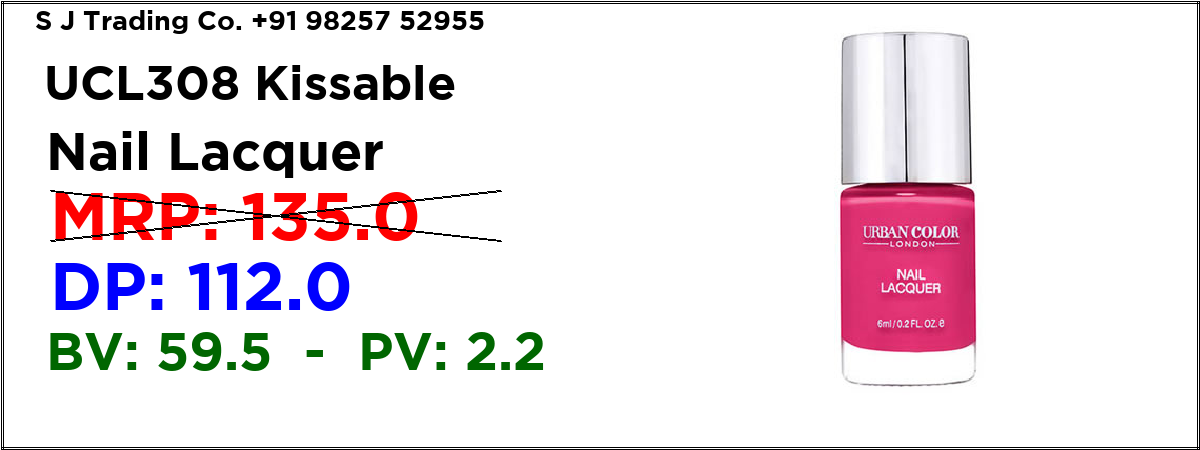 S J Trading Co. +91 98257 52955
UCL308 Kissable
Nail Lacquer
MRP: 135.0
DP: 112.0
BV: 59.5 - PV: 2.2
URBAN COLOR
LONDON
NAIL
LACQUER
6ml / 0.2 FL. OZ. e